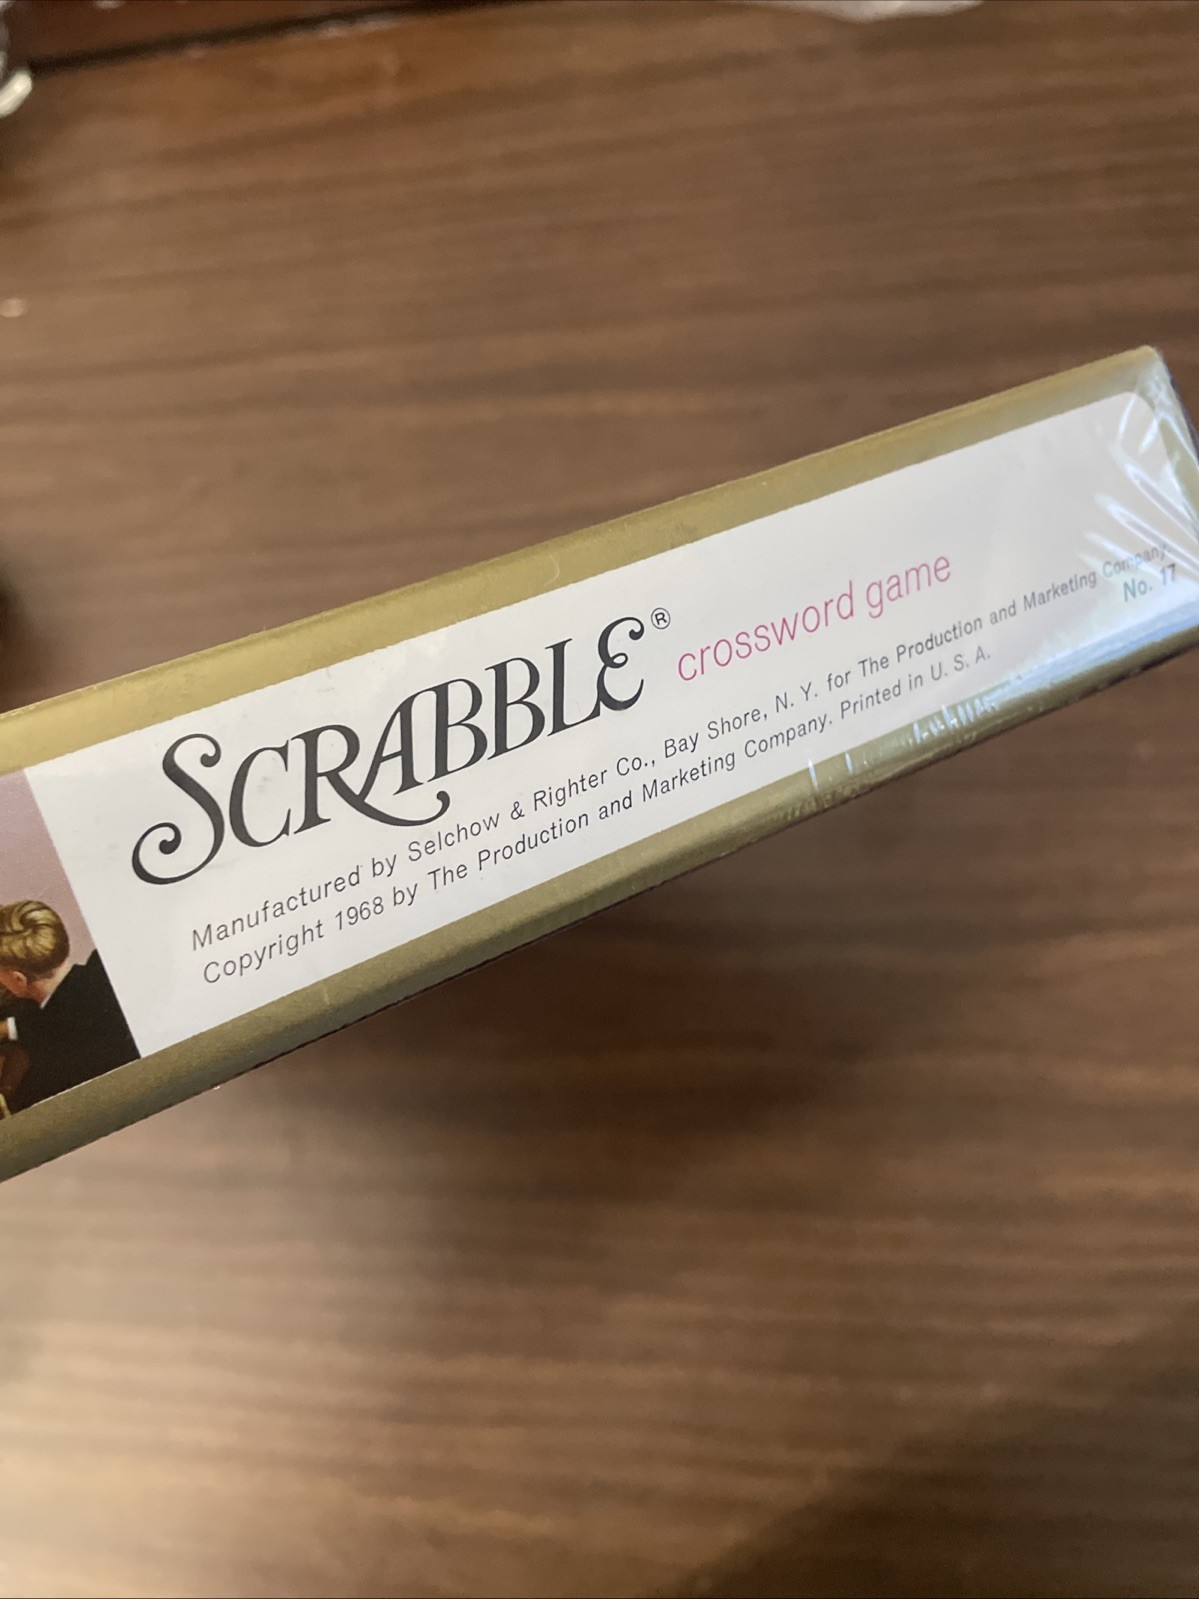 SCRABBLE® crossword game
Manufactured by Selchow & Righter Co., Bay Shore, N. Y. for The Production and Marketing Company.
Copyright 1968 by The Production and Marketing Company. Printed in U. S. A.
No. 17